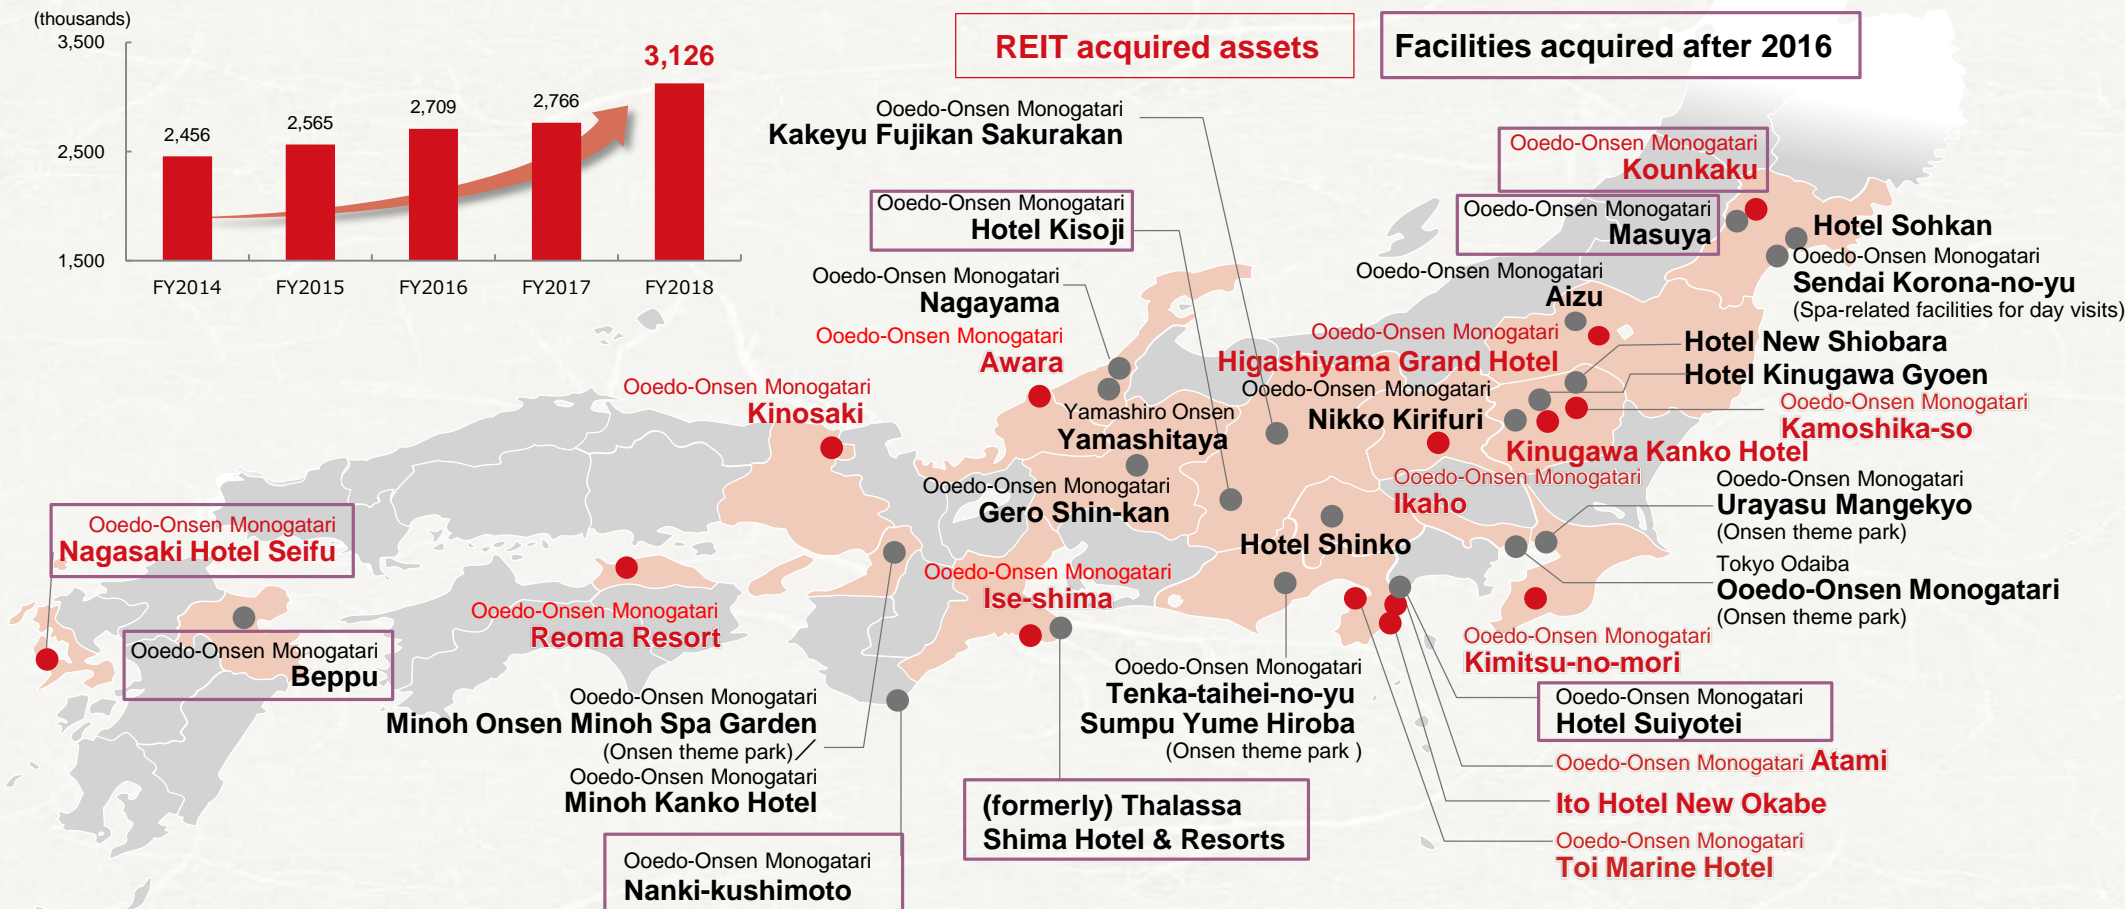 (thousands)
3,500
2,500
1,500
2,456
2,565
2,709
2,766
3,126
FY2014
FY2015
FY2016
FY2017
FY2018
REIT acquired assets
Facilities acquired after 2016
Ooedo-Onsen Monogatari
Kakeyu Fujikan Sakurakan
Ooedo-Onsen Monogatari
Hotel Kisoji
Ooedo-Onsen Monogatari
Nagayama
Ooedo-Onsen Monogatari
Awara
Ooedo-Onsen Monogatari
Kinosaki
Yamashiro Onsen
Yamashitaya
Ooedo-Onsen Monogatari
Gero Shin-kan
Ooedo-Onsen Monogatari
Kounkaku
Ooedo-Onsen Monogatari
Masuya
Hotel Sohkan
Ooedo-Onsen Monogatari
Sendai Korona-no-yu
(Spa-related facilities for day visits)
Ooedo-Onsen Monogatari
Aizu
Ooedo-Onsen Monogatari
Higashiyama Grand Hotel
Hotel New Shiobara
Hotel Kinugawa Gyoen
Ooedo-Onsen Monogatari
Nikko Kirifuri
Ooedo-Onsen Monogatari
Kamoshika-so
Kinugawa Kanko Hotel
Ooedo-Onsen Monogatari
Ikaho
Ooedo-Onsen Monogatari
Urayasu Mangekyo
(Onsen theme park)
Hotel Shinko
Tokyo Odaiba
Ooedo-Onsen Monogatari
(Onsen theme park)
Ooedo-Onsen Monogatari
Nagasaki Hotel Seifu
Ooedo-Onsen Monogatari
Beppu
Ooedo-Onsen Monogatari
Reoma Resort
Ooedo-Onsen Monogatari
Ise-shima
Ooedo-Onsen Monogatari
Kimitsu-no-mori
Ooedo-Onsen Monogatari
Minoh Onsen Minoh Spa Garden
(Onsen theme park)／
Ooedo-Onsen Monogatari
Minoh Kanko Hotel
Ooedo-Onsen Monogatari
Tenka-taihei-no-yu
Sumpu Yume Hiroba
(Onsen theme park )
Ooedo-Onsen Monogatari
Hotel Suiyotei
Ooedo-Onsen Monogatari Atami
Ito Hotel New Okabe
Ooedo-Onsen Monogatari
Toi Marine Hotel
(formerly) Thalassa
Shima Hotel & Resorts
Ooedo-Onsen Monogatari
Nanki-kushimoto